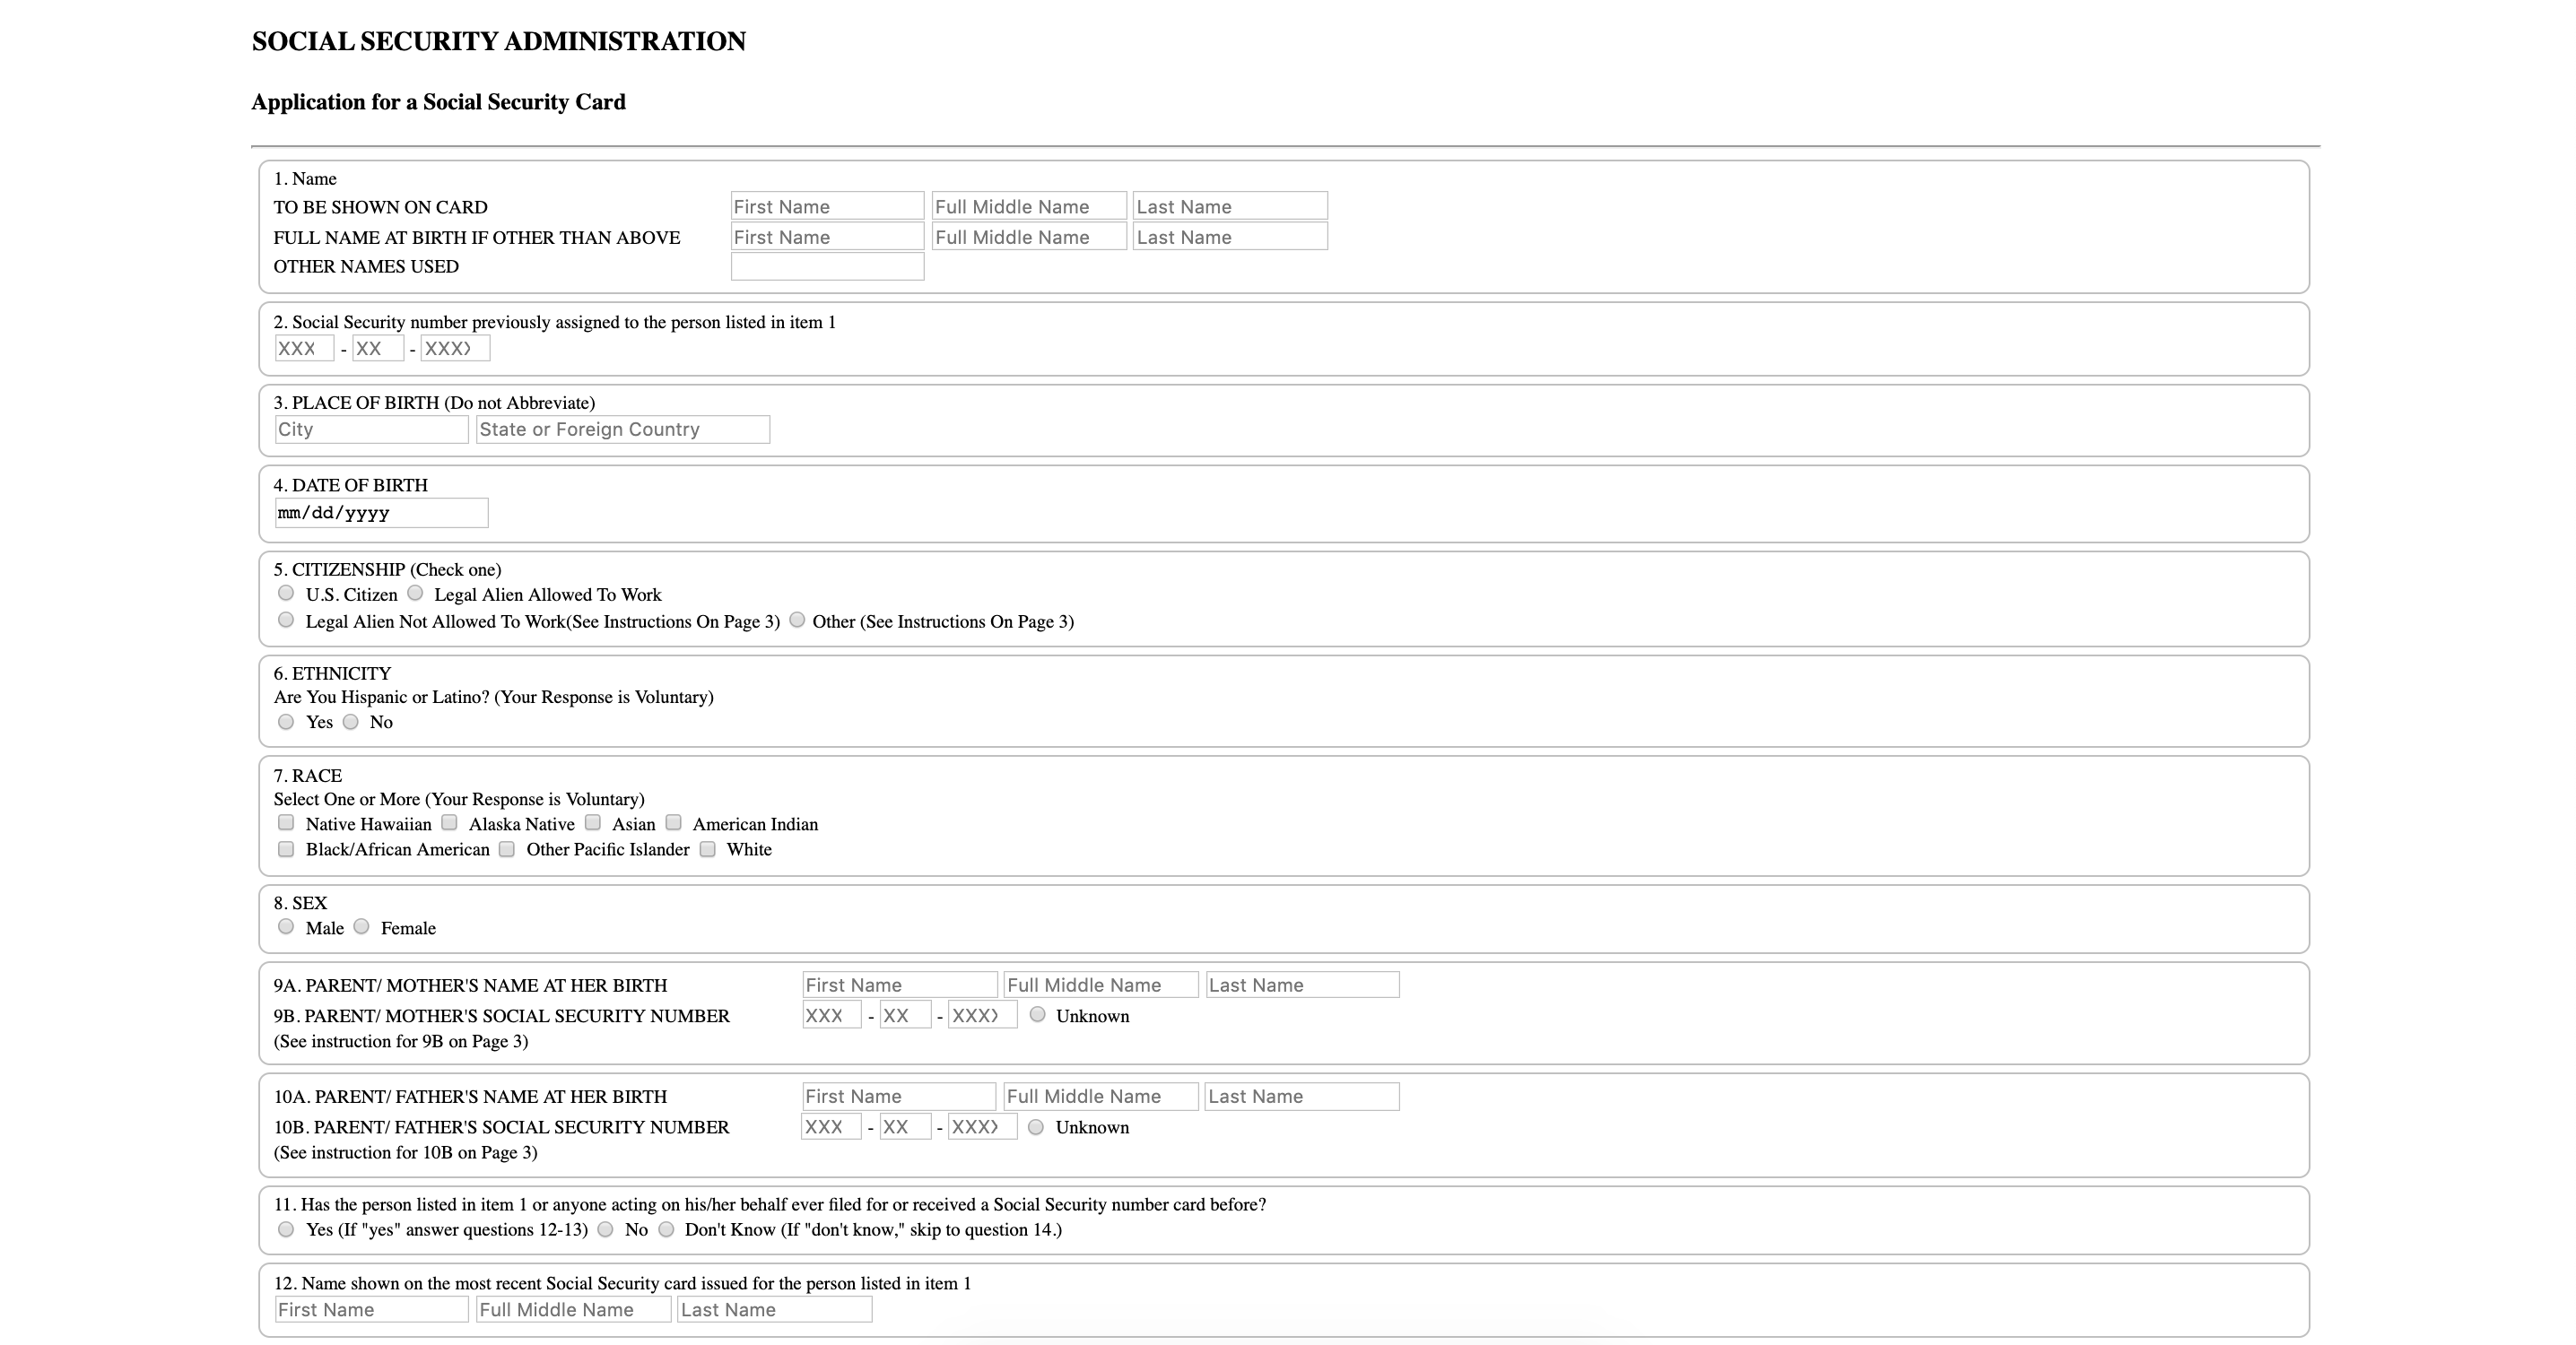 SOCIAL SECURITY ADMINISTRATION
Application for a Social Security Card
1. Name
TO BE SHOWN ON CARD First Name Full Middle Name Last Name
FULL NAME AT BIRTH IF OTHER THAN ABOVE First Name Full Middle Name Last Name
OTHER NAMES USED
2. Social Security number previously assigned to the person listed in item 1
XXX - XX - XXXX
3. PLACE OF BIRTH (Do not Abbreviate)
City State or Foreign Country
4. DATE OF BIRTH
mm/dd/yyyy
5. CITIZENSHIP (Check one)
U.S. Citizen Legal Alien Allowed To Work
Legal Alien Not Allowed To Work(See Instructions On Page 3) Other (See Instructions On Page 3)
6. ETHNICITY
Are You Hispanic or Latino? (Your Response is Voluntary)
Yes No
7. RACE
Select One or More (Your Response is Voluntary)
Native Hawaiian Alaska Native Asian American Indian
Black/African American Other Pacific Islander White
8. SEX
Male Female
9A. PARENT/ MOTHER'S NAME AT HER BIRTH First Name Full Middle Name Last Name
9B. PARENT/ MOTHER'S SOCIAL SECURITY NUMBER XXX - XX - XXXX Unknown
(See instruction for 9B on Page 3)
10A. PARENT/ FATHER'S NAME AT HER BIRTH First Name Full Middle Name Last Name
10B. PARENT/ FATHER'S SOCIAL SECURITY NUMBER XXX - XX - XXXX Unknown
(See instruction for 10B on Page 3)
11. Has the person listed in item 1 or anyone acting on his/her behalf ever filed for or received a Social Security number card before?
Yes (If "yes" answer questions 12-13) No Don't Know (If "don't know," skip to question 14.)
12. Name shown on the most recent Social Security card issued for the person listed in item 1
First Name Full Middle Name Last Name